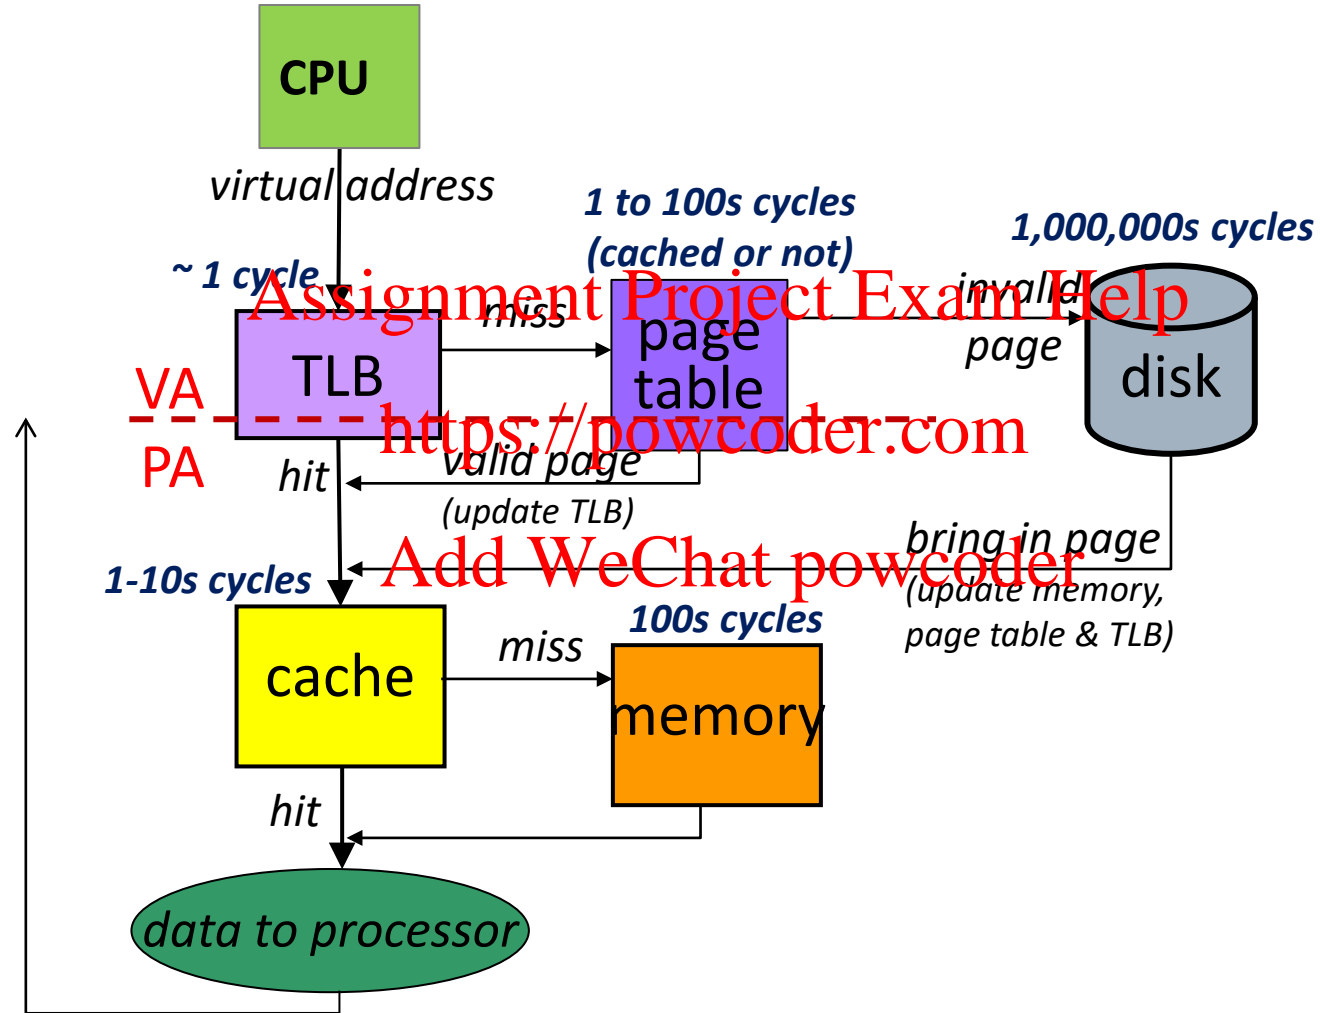 CPU
virtual address
1 to 100s cycles
(cached or not)
1,000,000s cycles
~ 1 cycle
Assignment Project Exam Help
miss
invalid
page
page
table
TLB
disk
VA
https://powcoder.com
PA
hit
valid page
(update TLB)
bring in page
(update memory,
page table & TLB)
Add WeChat powcoder
1-10s cycles
100s cycles
cache
miss
memory
hit
data to processor